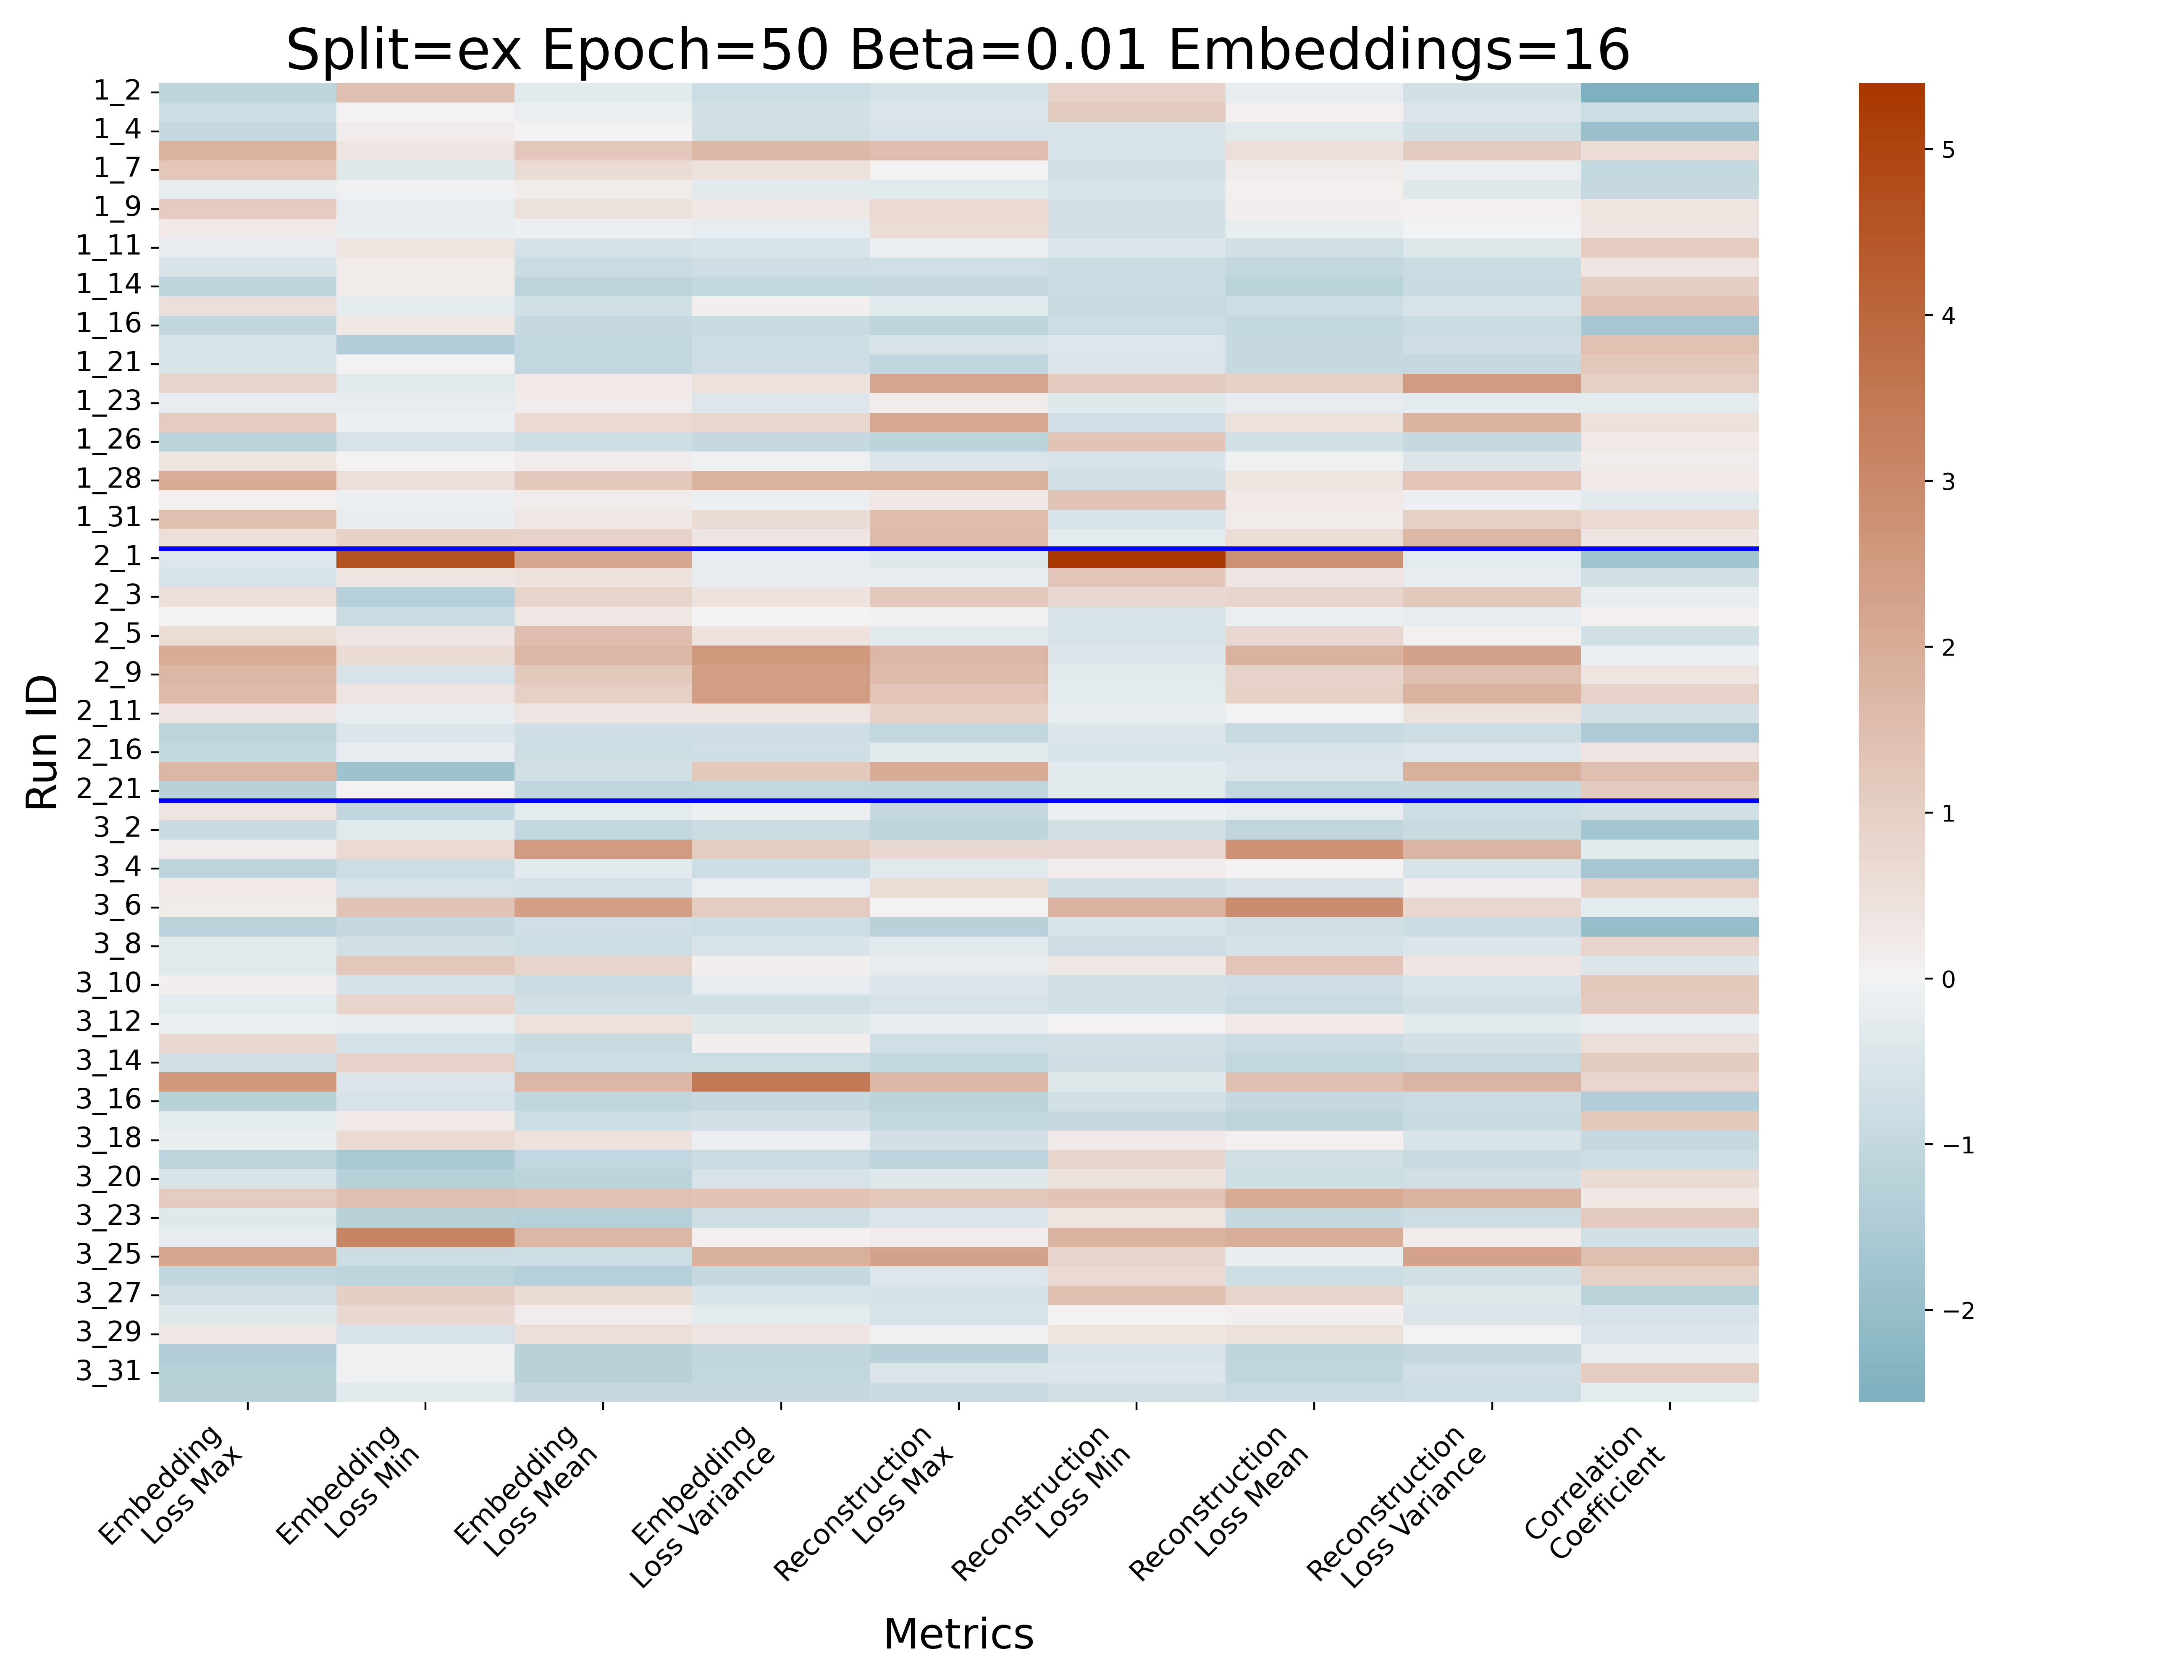 Split=ex Epoch=50 Beta=0.01 Embeddings=16
Run ID
1_2
1_4
1_7
1_9
1_11
1_14
1_16
1_21
1_23
1_26
1_28
1_31
2_1
2_3
2_5
2_9
2_11
2_16
2_21
3_2
3_4
3_6
3_8
3_10
3_12
3_14
3_16
3_18
3_20
3_23
3_25
3_27
3_29
3_31
Embedding
Loss Max
Embedding
Loss Min
Embedding
Loss Mean
Embedding
Loss Variance
Reconstruction
Loss Max
Reconstruction
Loss Min
Reconstruction
Loss Mean
Reconstruction
Loss Variance
Correlation
Coefficient
Metrics
5
4
3
2
1
0
−1
−2